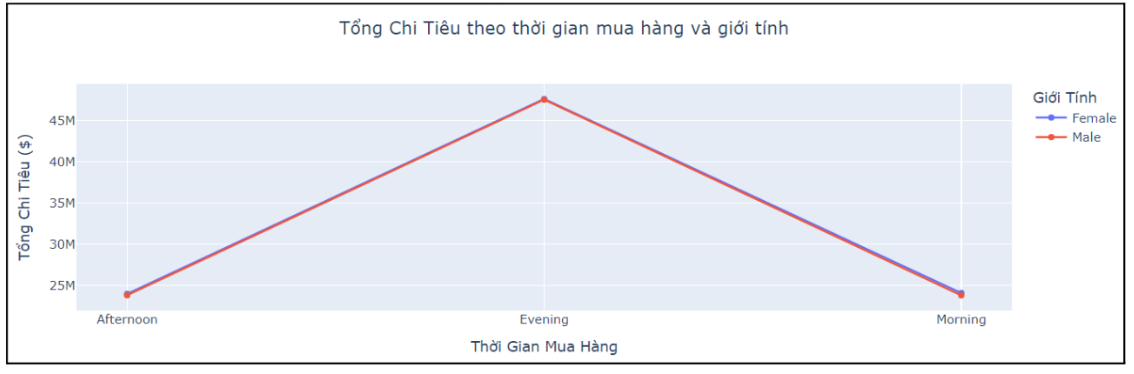 Tổng Chi Tiêu theo thời gian mua hàng và giới tính
Giới Tính
Female
Male
Tổng Chi Tiêu ($)
45M
40M
35M
30M
25M
Afternoon
Evening
Morning
Thời Gian Mua Hàng